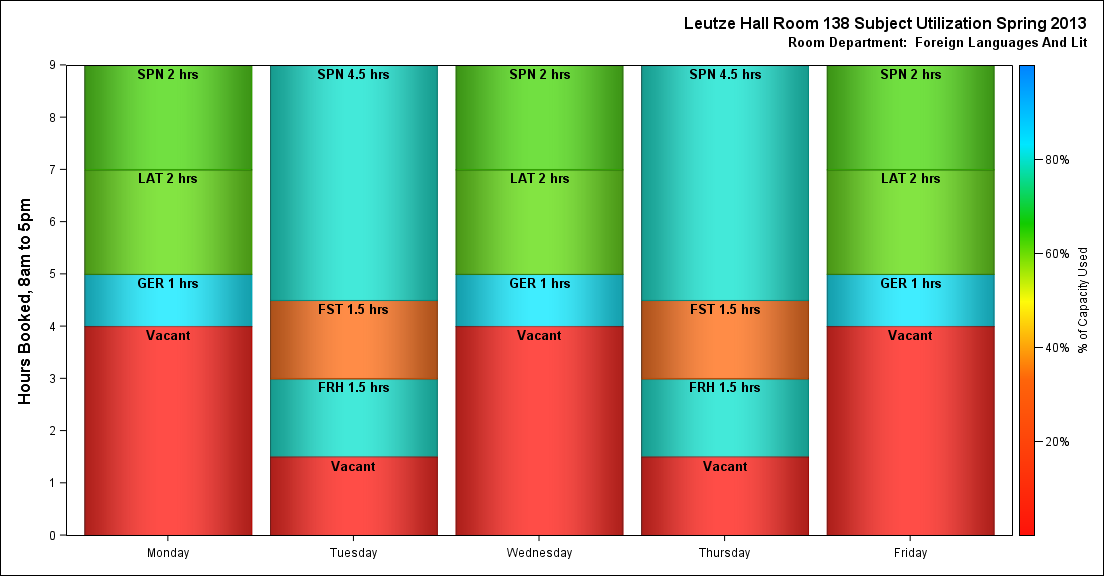 Leutze Hall Room 138 Subject Utilization Spring 2013
Room Department:  Foreign Languages And Lit
Hours Booked, 8am to 5pm
9
8
7
6
5
4
3
2
1
0
SPN 2 hrs
LAT 2 hrs
GER 1 hrs
Vacant
Monday
SPN 4.5 hrs
FST 1.5 hrs
FRH 1.5 hrs
Vacant
Tuesday
SPN 2 hrs
LAT 2 hrs
GER 1 hrs
Vacant
Wednesday
SPN 4.5 hrs
FST 1.5 hrs
FRH 1.5 hrs
Vacant
Thursday
SPN 2 hrs
LAT 2 hrs
GER 1 hrs
Vacant
Friday
80%
60%
40%
20%
% of Capacity Used